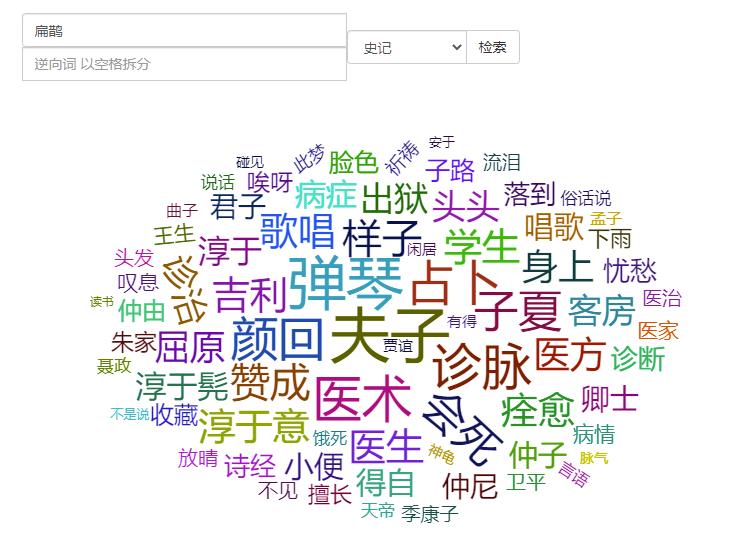 扁鹊
史记
检索
逆向词 以空格拆分
安于
碰见
此梦
脸色
祈祷
子路
流泪
说话
唉呀
病症
出狱
头头
落到
俗话说
曲子
君子
歌唱
样子
闲居
学生
唱歌
孟子
下雨
王生
淳于
身上
忧愁
头发
叹息
诊治
吉利
弹琴
占卜
子夏
客房
医治
读书
仲由
有得
医家
朱家
屈原
颜回
夫子
贾谊
诊脉
医方
诊断
聂政
淳于髡
赞成
医术
会死
痊愈
卿士
不是说
收藏
淳于意
饿死
医生
神龟
仲子
病情
脉气
放晴
诗经
小便
得自
仲尼
卫平
言语
不见
擅长
天帝
季康子